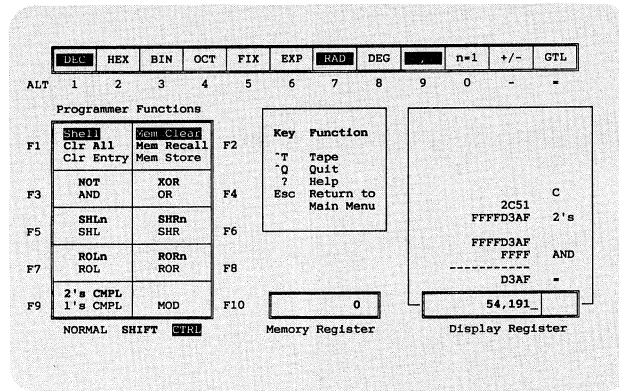 DEC HEX BIN OCT FIX EXP RAD DEG , n=1 +/- GTL
ALT 1 2 3 4 5 6 7 8 9 0 - =
Programmer Functions
F1 Shell Mem Clear F2
Clr All Mem Recall
Clr Entry Mem Store
F3 NOT XOR F4
AND OR
F5 SHLn SHRn F6
SHL SHR
F7 ROLn RORn F8
ROL ROR
F9 2's CMPL F10
1's CMPL MOD
NORMAL SHIFT CTRL
Key Function
^T Tape
^Q Quit
? Help
Esc Return to
Main Menu
0
Memory Register
C
2C51
FFFFD3AF 2's
FFFFD3AF
FFFF AND
------------
D3AF =
54,191_
Display Register